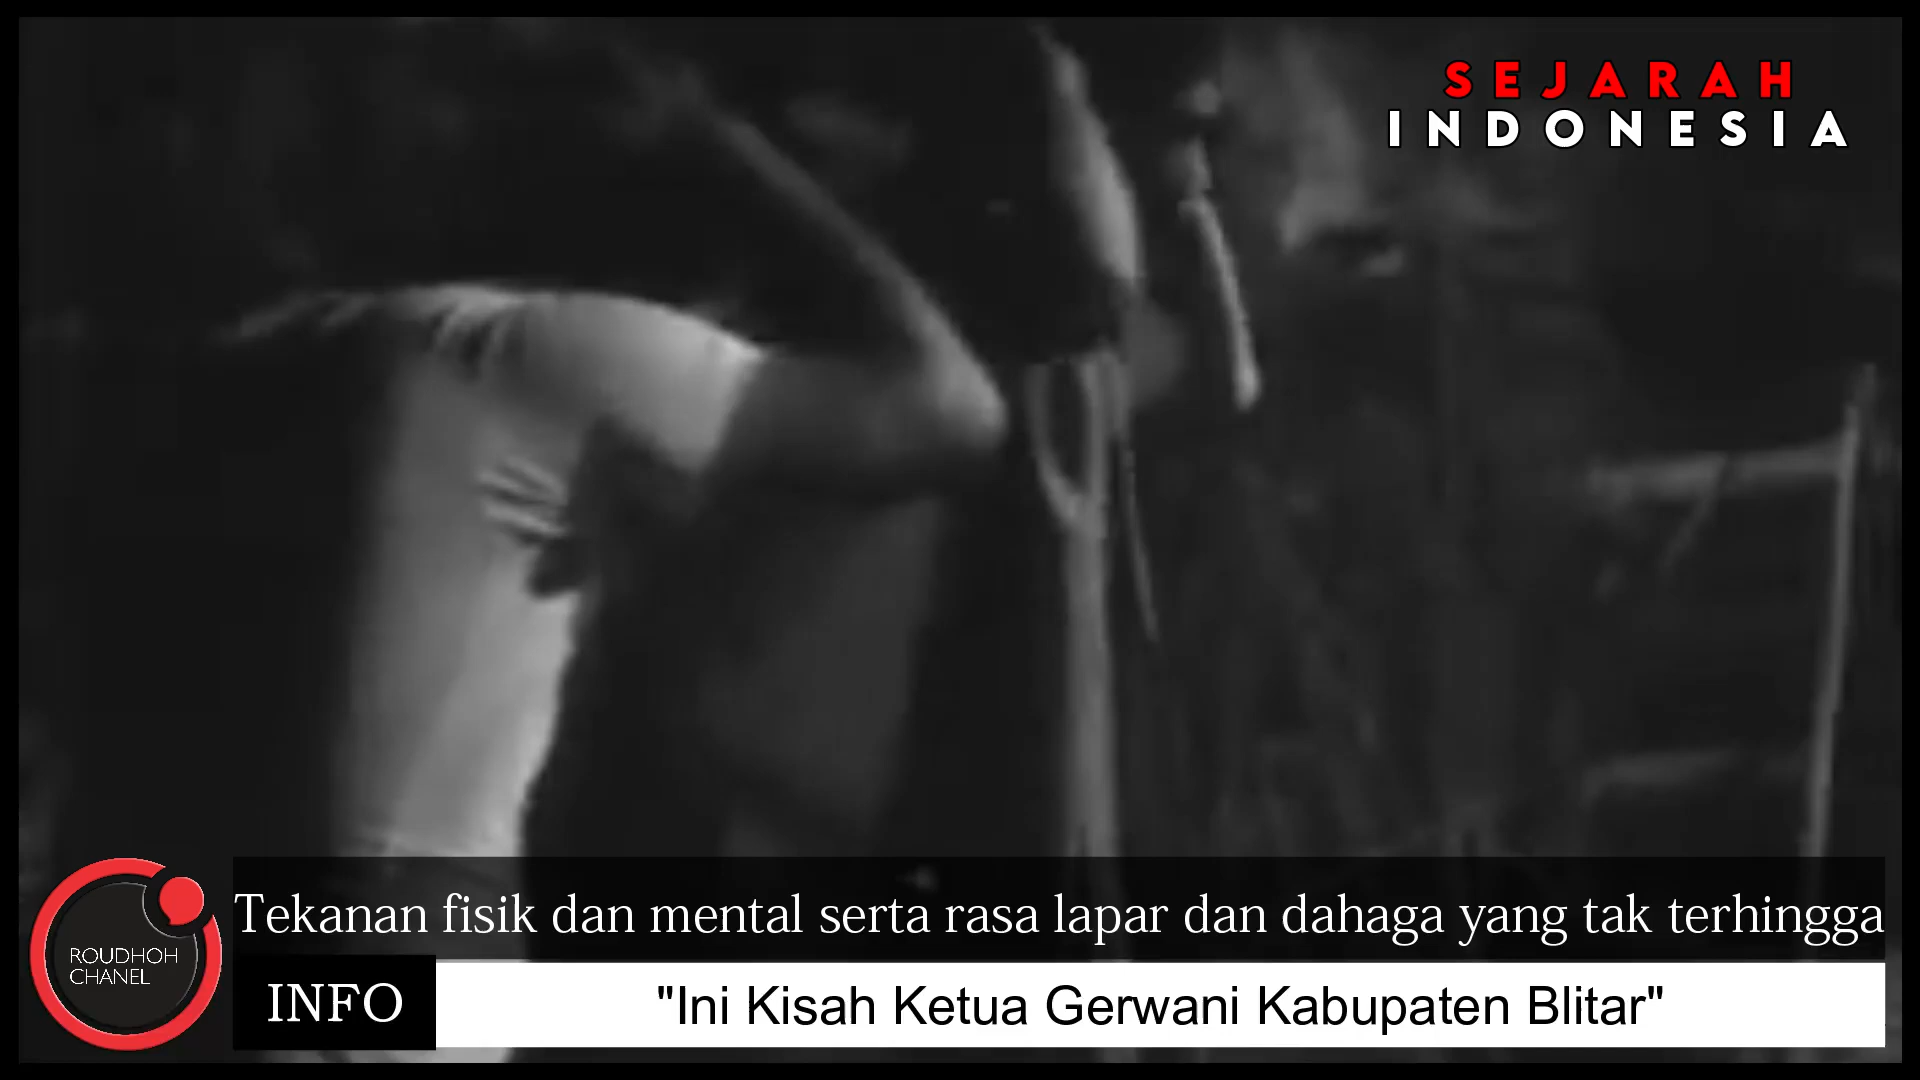 SEJARAH
INDONESIA
Tekanan fisik dan mental serta rasa lapar dan dahaga yang tak terhingga
ROUDHOH
CHANEL
INFO
"Ini Kisah Ketua Gerwani Kabupaten Blitar"